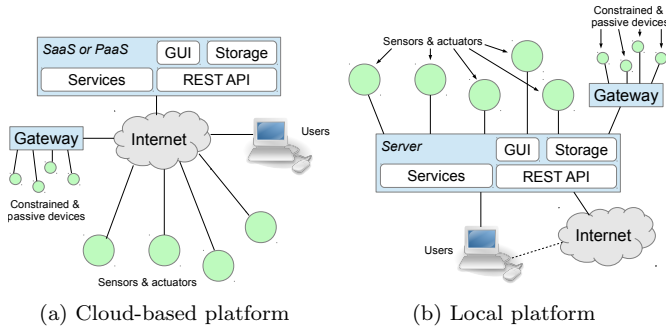 SaaS or PaaS
GUI
Storage
Services
REST API
Gateway
Internet
Users
Constrained &
passive devices
Sensors & actuators
(a) Cloud-based platform
Constrained &
passive devices
Sensors & actuators
Gateway
Server
GUI
Storage
Services
REST API
Users
Internet
(b) Local platform